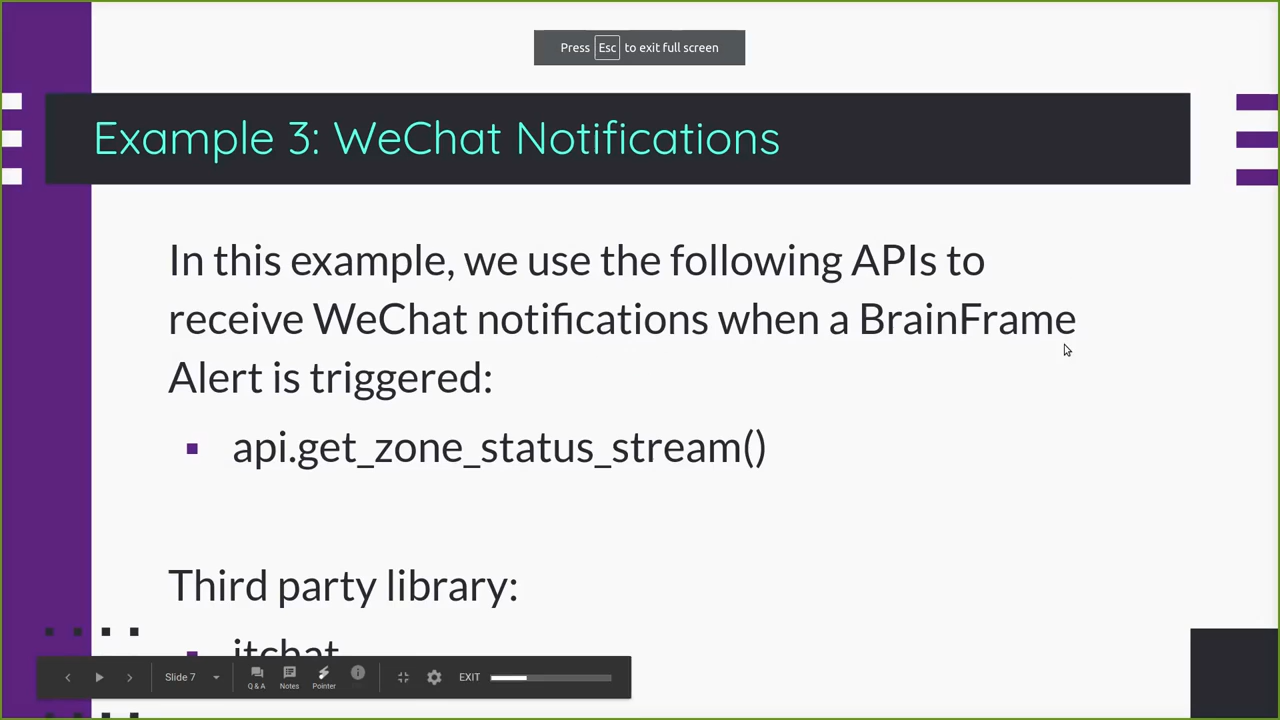 Press Esc to exit full screen
Example 3: WeChat Notifications
In this example, we use the following APIs to
receive WeChat notifications when a BrainFrame
Alert is triggered:
▪ api.get_zone_status_stream()
Third party library:
▪ itchat
Slide 7
Q & A
Notes
Pointer
EXIT